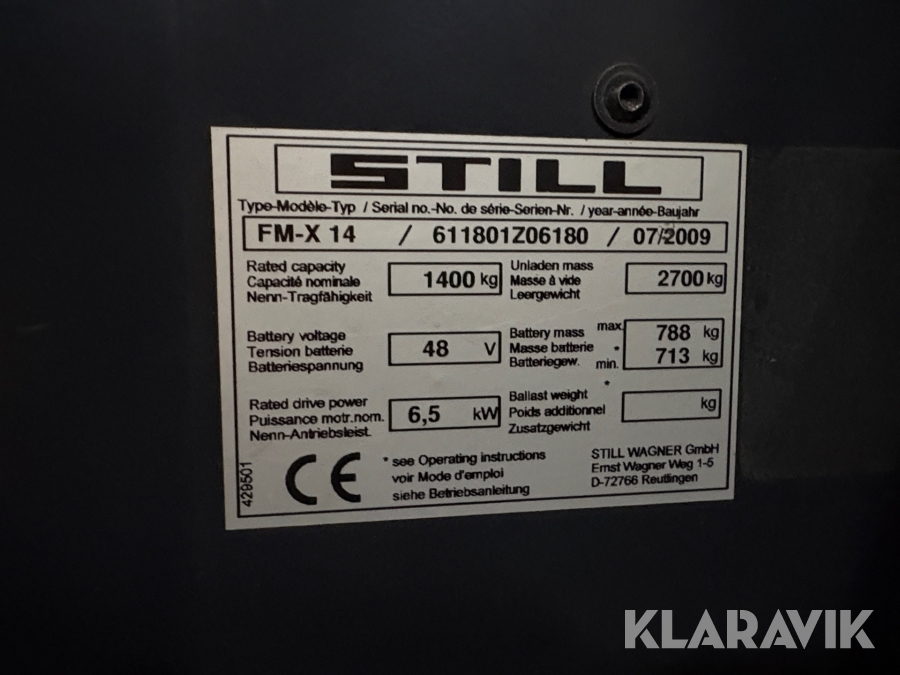 STILL
Type-Modèle-Typ / Serial no.-No. de série-Serien-Nr. / year-année-Baujahr
FM-X 14 / 611801Z06180 / 07/2009
Rated capacity
Capacité nominale
Nenn-Tragfähigkeit
1400 kg
Unladen mass
Masse à vide
Leergewicht
2700 kg
Battery voltage
Tension batterie
Batteriespannung
48 V
Battery mass max.
Masse batterie *
Batteriegew. min.
788 kg
713 kg
Rated drive power
Puissance motr.nom.
Nenn-Antriebsleist.
6,5 kW
*
Ballast weight
Poids additionnel
Zusatzgewicht
kg
429501
CE
* see Operating instructions
voir Mode d'emploi
siehe Betriebsanleitung
STILL WAGNER GmbH
Ernst Wagner Weg 1-5
D-72766 Reutlingen
KLARAVIK